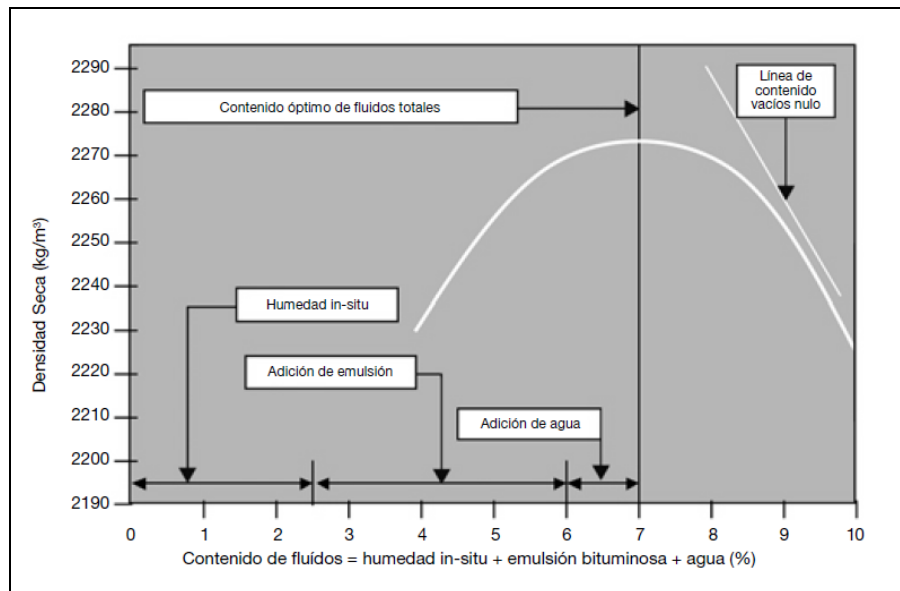 2290
2280
2270
2260
2250
2240
2230
2220
2210
2200
2190
Densidad Seca (kg/m³)
Contenido óptimo de fluidos totales
Línea de
contenido
vacíos nulo
Humedad in-situ
Adición de emulsión
Adición de agua
0 1 2 3 4 5 6 7 8 9 10
Contenido de fluídos = humedad in-situ + emulsión bituminosa + agua (%)